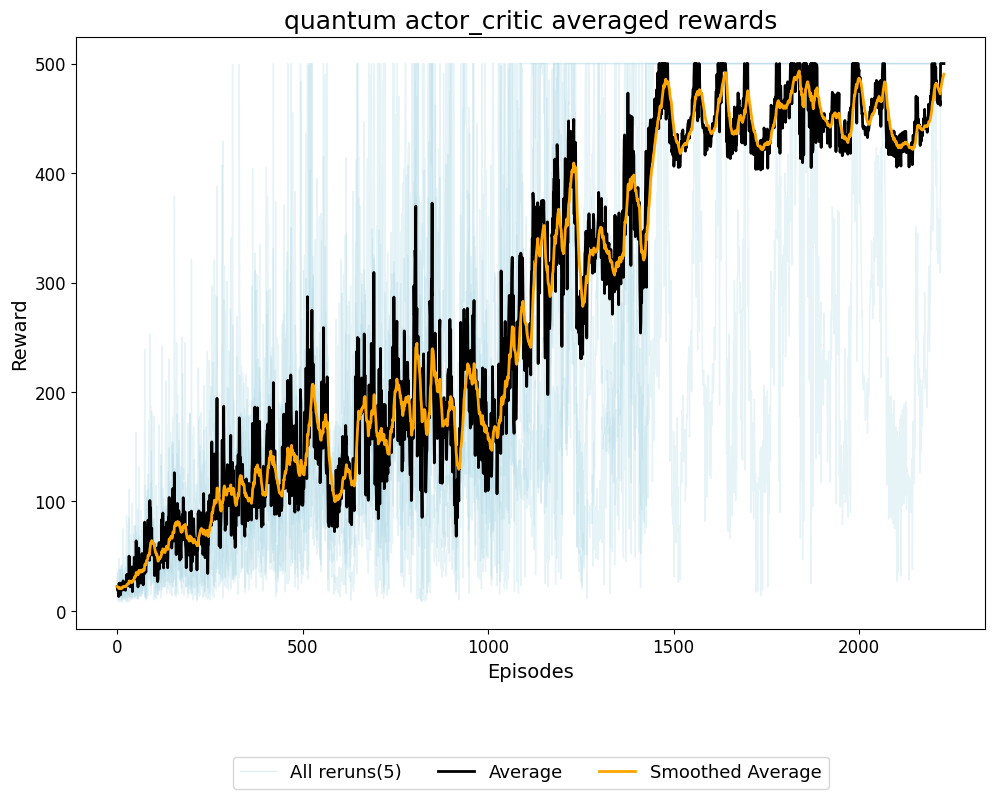 quantum actor_critic averaged rewards
500
400
300
200
100
0
Reward
0 500 1000 1500 2000
Episodes
All reruns(5) Average Smoothed Average